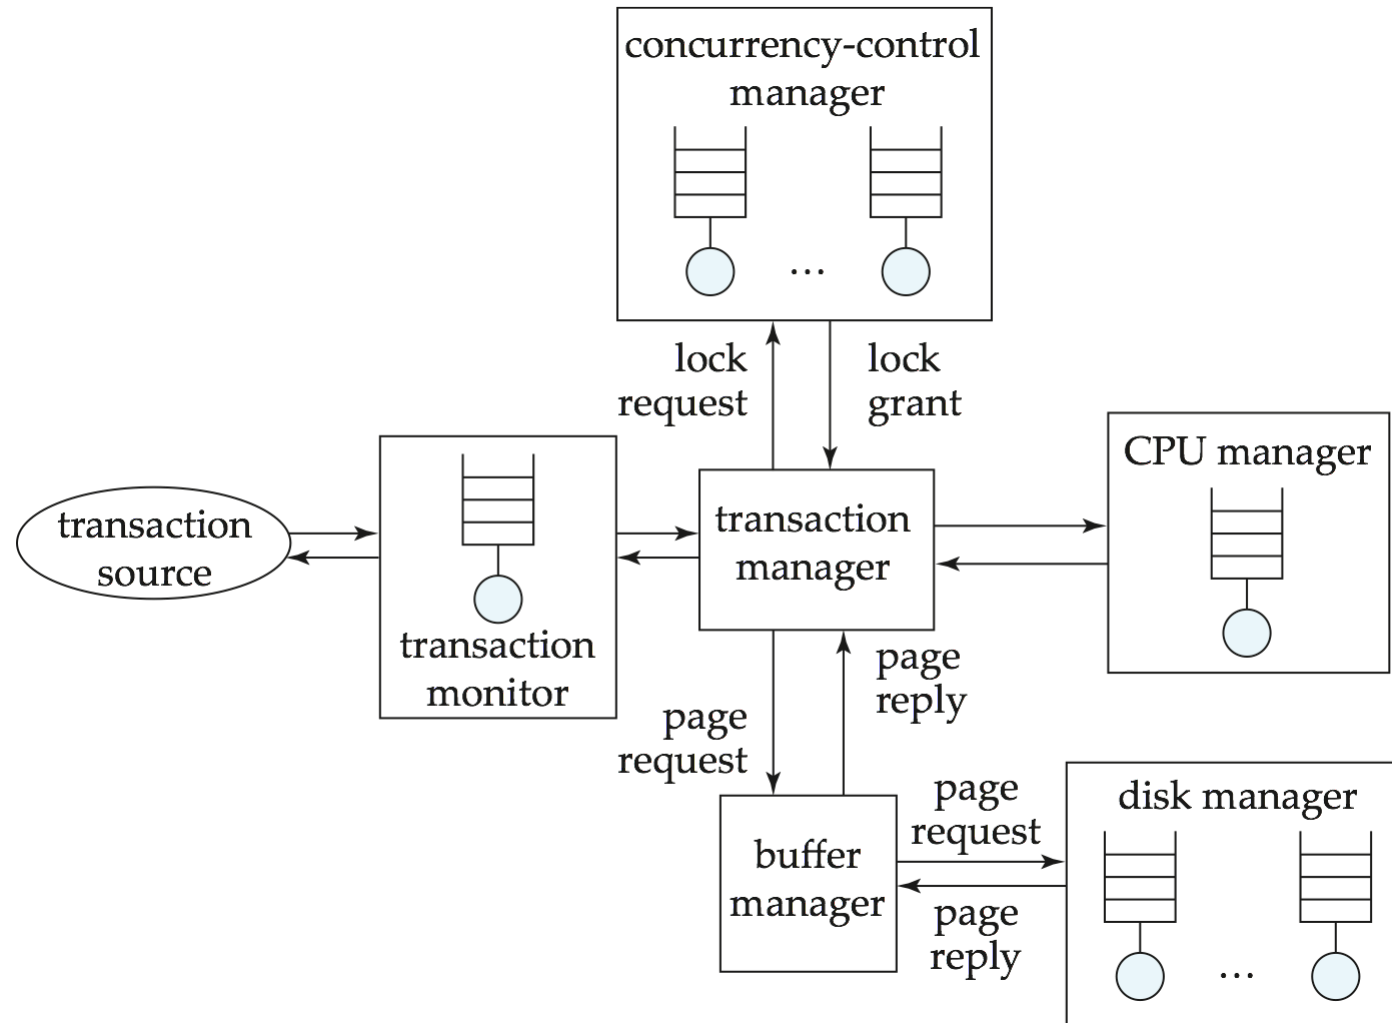 concurrency-control
manager
...
lock
request
lock
grant
CPU manager
transaction
source
transaction
monitor
transaction
manager
page
request
page
reply
buffer
manager
page
request
page
reply
disk manager
...